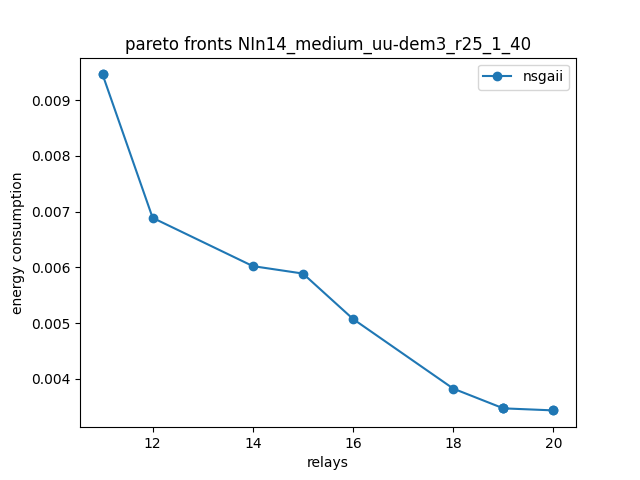 pareto fronts NIn14_medium_uu-dem3_r25_1_40
nsgaii
energy consumption
0.009
0.008
0.007
0.006
0.005
0.004
12 14 16 18 20
relays